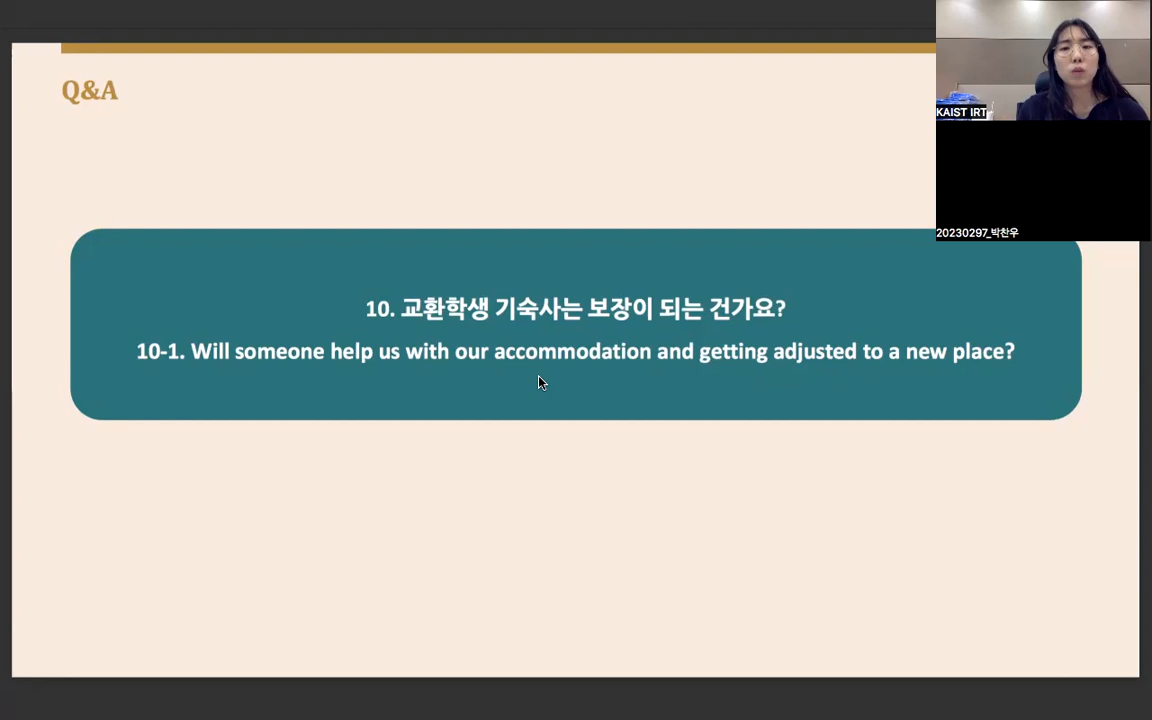 Q&A
10. 교환학생 기숙사는 보장이 되는 건가요?
10-1. Will someone help us with our accommodation and getting adjusted to a new place?
KAIST IRT
20230297_박찬우